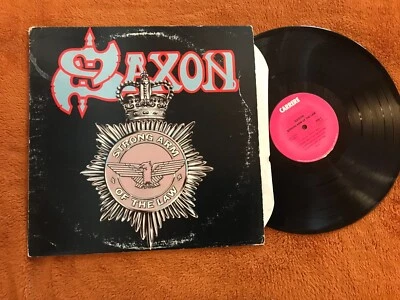 SAXON
STRONG ARM
OF THE LAW
CARRERE